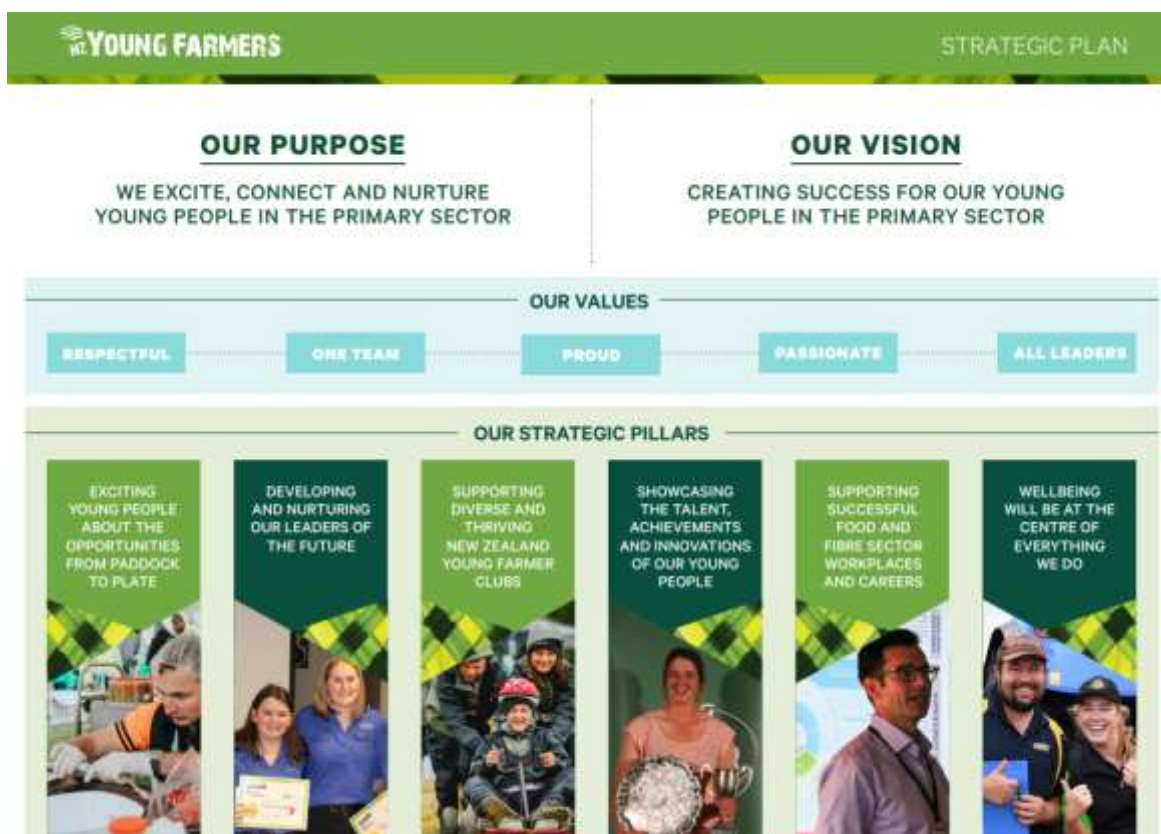 NZ YOUNG FARMERS
STRATEGIC PLAN
OUR PURPOSE
WE EXCITE, CONNECT AND NURTURE
YOUNG PEOPLE IN THE PRIMARY SECTOR
OUR VISION
CREATING SUCCESS FOR OUR YOUNG
PEOPLE IN THE PRIMARY SECTOR
OUR VALUES
RESPECTFUL
ONE TEAM
PROUD
PASSIONATE
ALL LEADERS
OUR STRATEGIC PILLARS
EXCITING
YOUNG PEOPLE
ABOUT THE
OPPORTUNITIES
FROM PADDOCK
TO PLATE
DEVELOPING
AND NURTURING
OUR LEADERS OF
THE FUTURE
SUPPORTING
DIVERSE AND
THRIVING
NEW ZEALAND
YOUNG FARMER
CLUBS
SHOWCASING
THE TALENT,
ACHIEVEMENTS
AND INNOVATIONS
OF OUR YOUNG
PEOPLE
SUPPORTING
SUCCESSFUL
FOOD AND
FIBRE SECTOR
WORKPLACES
AND CAREERS
WELLBEING
WILL BE AT THE
CENTRE OF
EVERYTHING
WE DO